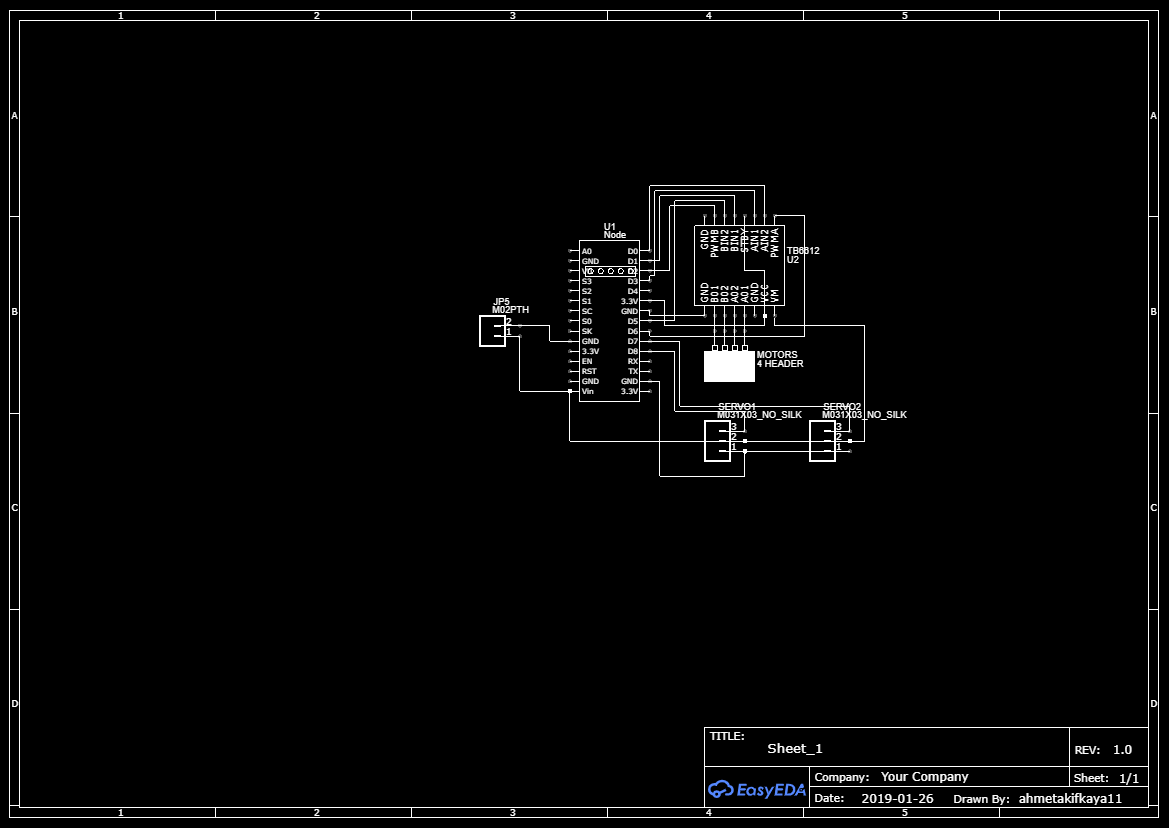 1 2 3 4 5
A A
U1
Node
A0 D0
GND D1
D2
S3 D3
S2 D4
S1 3.3V
SC GND
S0 D5
SK D6
GND D7
3.3V D8
EN RX
RST TX
GND GND
Vin 3.3V
GND PWMB BIN2 BIN1 STBY AIN1 AIN2 PWMA
TB6612
U2
GND B01 B02 A02 A01 GND VCC VM
JP5
M02PTH
2
1
B B
MOTORS
4 HEADER
SERVO1
M031X03_NO_SILK
3
2
1
SERVO2
M031X03_NO_SILK
3
2
1
C C
D D
TITLE:
Sheet_1
REV: 1.0
EasyEDA
Company: Your Company
Sheet: 1/1
Date: 2019-01-26 Drawn By: ahmetakifkaya11
1 2 3 4 5